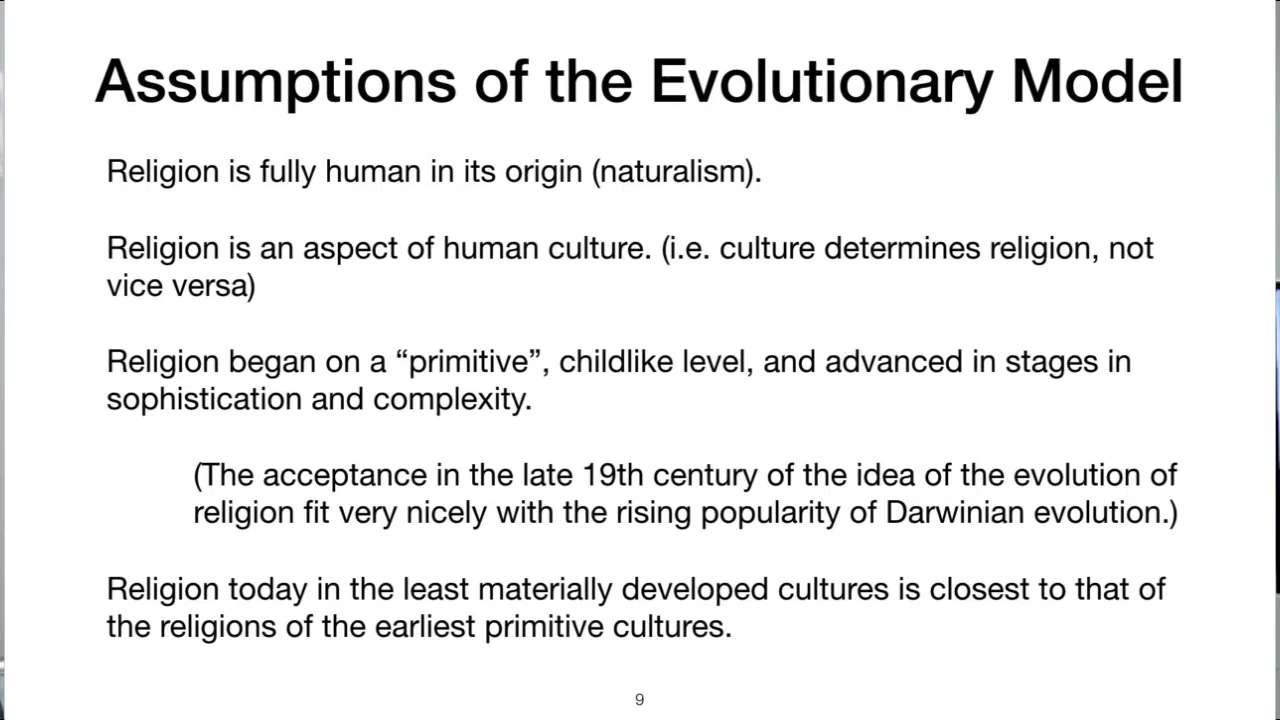 Assumptions of the Evolutionary Model
Religion is fully human in its origin (naturalism).
Religion is an aspect of human culture. (i.e. culture determines religion, not
vice versa)
Religion began on a “primitive”, childlike level, and advanced in stages in
sophistication and complexity.
(The acceptance in the late 19th century of the idea of the evolution of
religion fit very nicely with the rising popularity of Darwinian evolution.)
Religion today in the least materially developed cultures is closest to that of
the religions of the earliest primitive cultures.
9